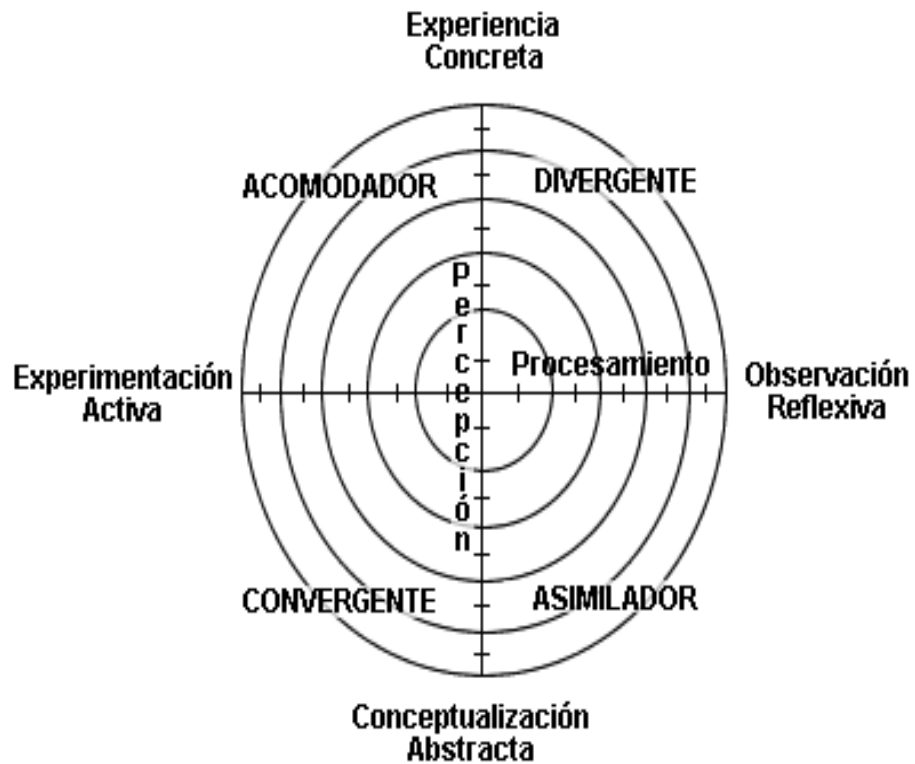 Experiencia
Concreta
ACOMODADOR
DIVERGENTE
Percepción
Procesamiento
Experimentación
Activa
Observación
Reflexiva
CONVERGENTE
ASIMILADOR
Conceptualización
Abstracta